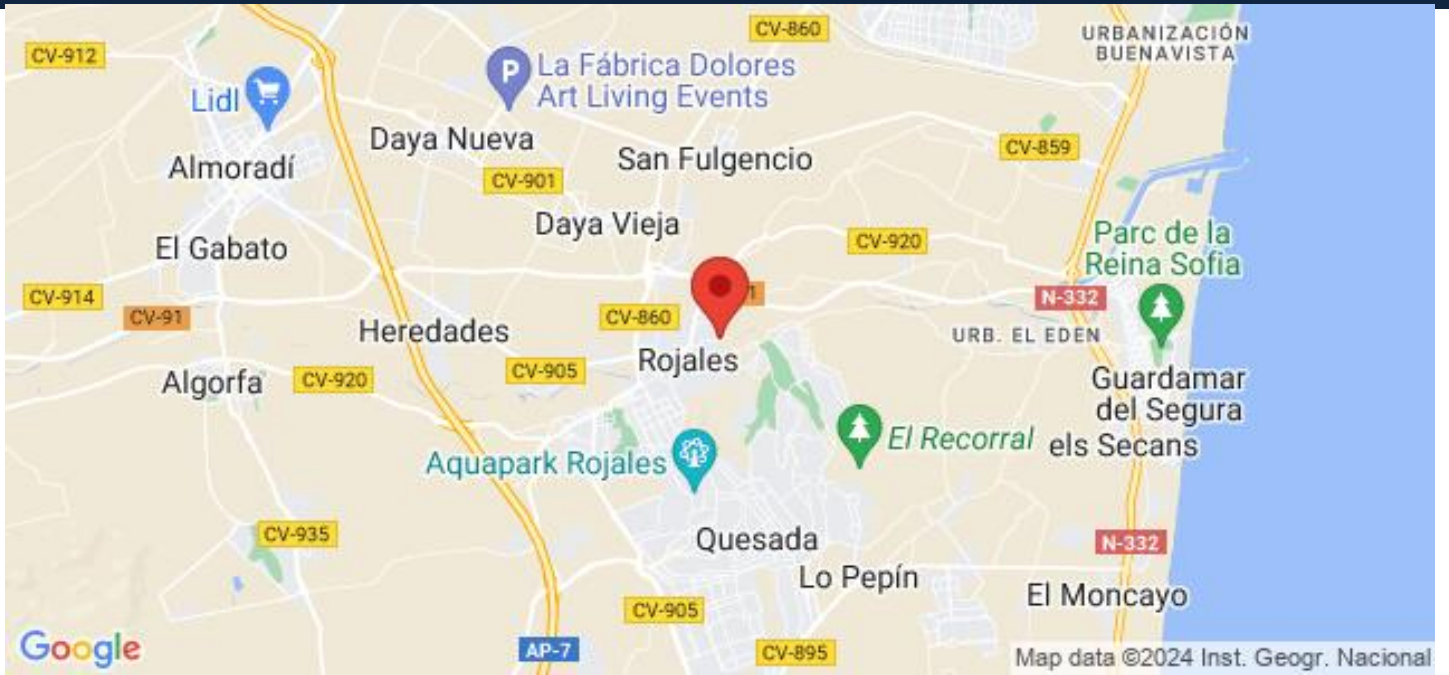 CV-860
URBANIZACIÓN
BUENAVISTA
CV-912
La Fábrica Dolores
Art Living Events
P
Lidl
Daya Nueva
CV-859
San Fulgencio
Almoradí
CV-901
Daya Vieja
Parc de la
Reina Sofia
CV-920
El Gabato
CV-914
N-332
CV-91
CV-860
1
Heredades
URB. EL EDEN
Rojales
CV-905
Algorfa
CV-920
Guardamar
del Segura
El Recorral
els Secans
Aquapark Rojales
CV-935
Quesada
N-332
Lo Pepín
El Moncayo
CV-905
Google
AP-7
CV-895
Map data ©2024 Inst. Geogr. Nacional